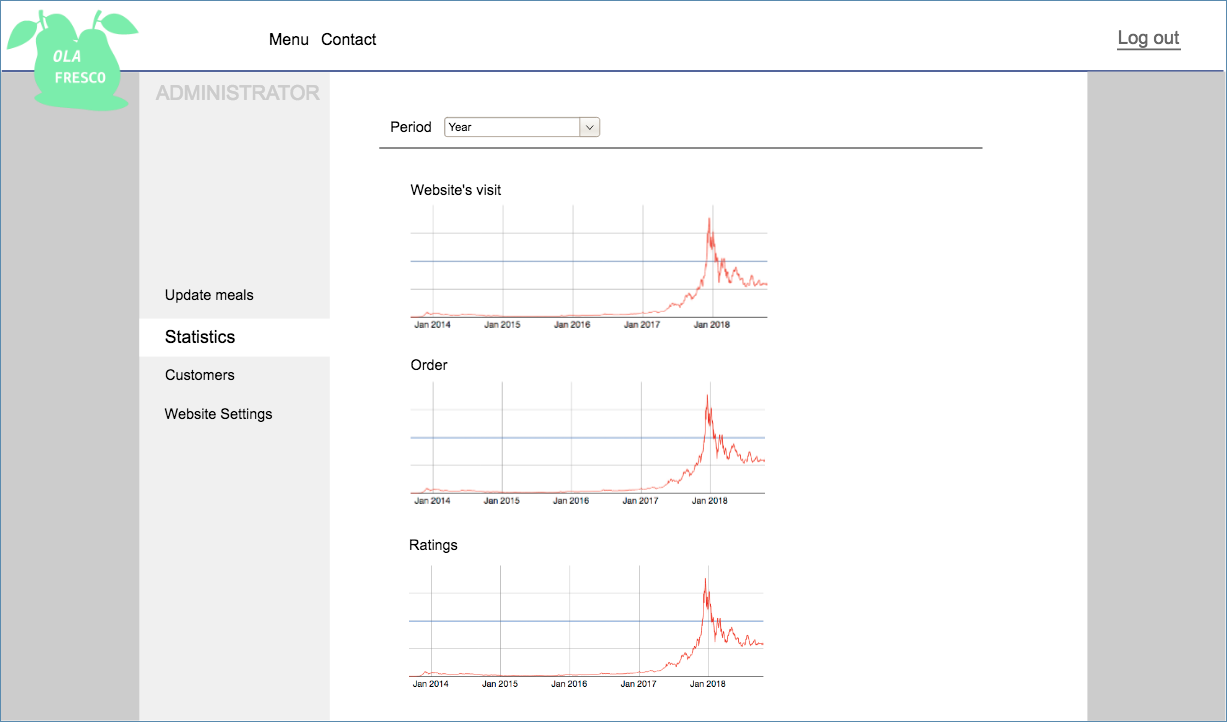 OLA
FRESCO
Menu Contact
Log out
ADMINISTRATOR
Update meals
Statistics
Customers
Website Settings
Period Year
Website's visit
Jan 2014 Jan 2015 Jan 2016 Jan 2017 Jan 2018
Order
Jan 2014 Jan 2015 Jan 2016 Jan 2017 Jan 2018
Ratings
Jan 2014 Jan 2015 Jan 2016 Jan 2017 Jan 2018